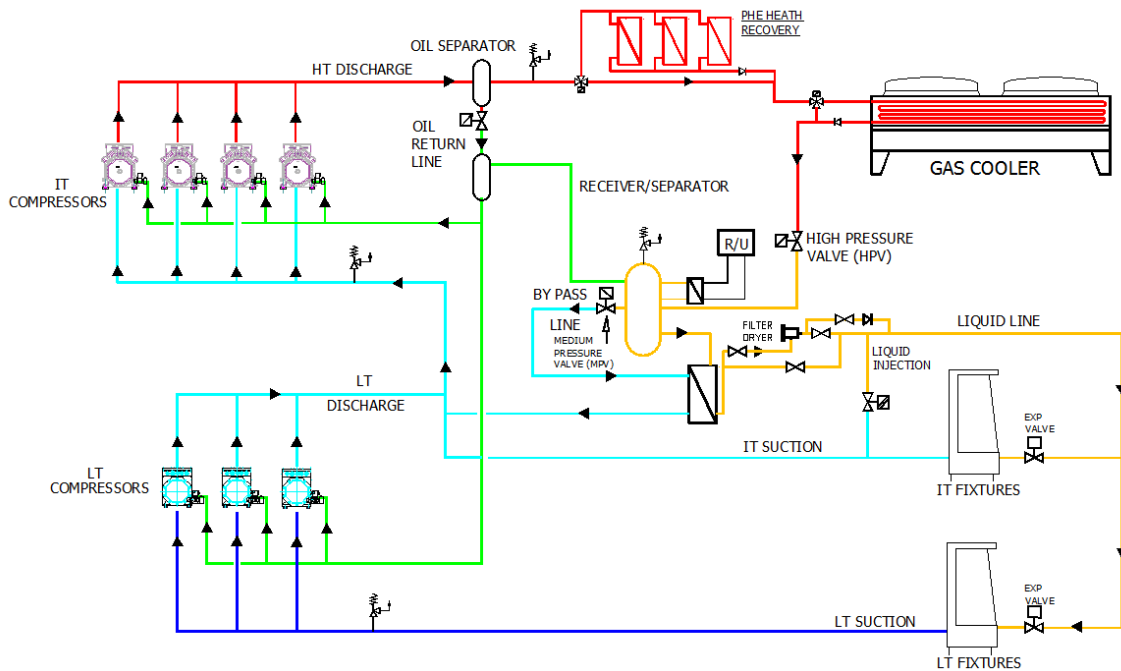 PHE HEATH
RECOVERY
OIL SEPARATOR
HT DISCHARGE
OIL
RETURN
LINE
GAS COOLER
IT
COMPRESSORS
RECEIVER/SEPARATOR
R/U
HIGH PRESSURE
VALVE (HPV)
BY PASS
LINE
MEDIUM
PRESSURE
VALVE (MPV)
FILTER
DRYER
LIQUID LINE
LIQUID
INJECTION
LT
DISCHARGE
EXP
VALVE
IT SUCTION
LT
COMPRESSORS
IT FIXTURES
EXP
VALVE
LT SUCTION
LT FIXTURES